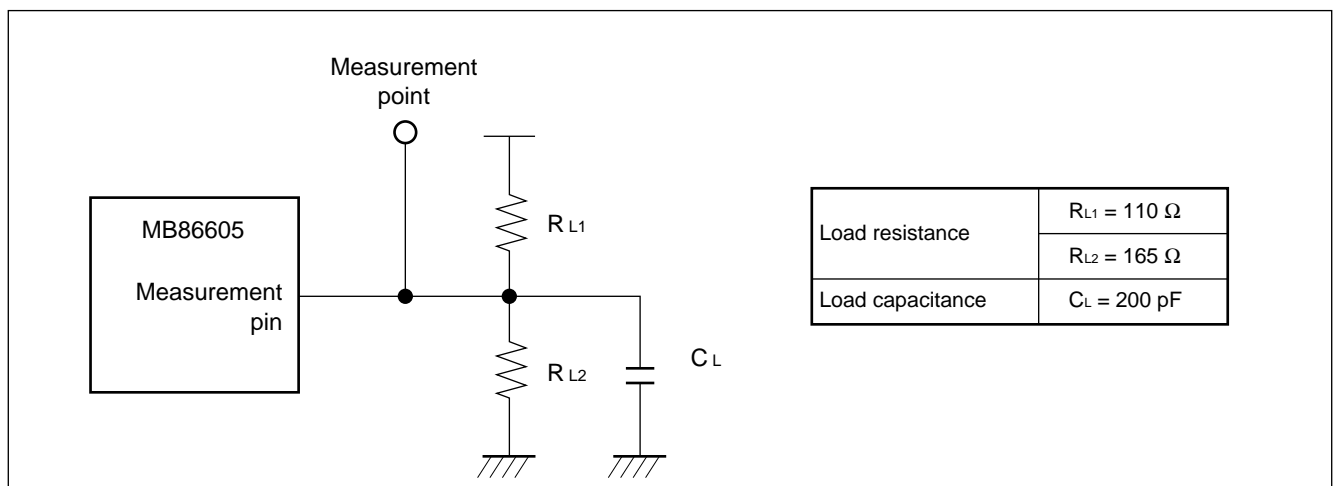 Measurement
point
MB86605
Measurement
pin
R L1
R L2
C L
Load resistance
RL1 = 110 Ω
RL2 = 165 Ω
Load capacitance
CL = 200 pF